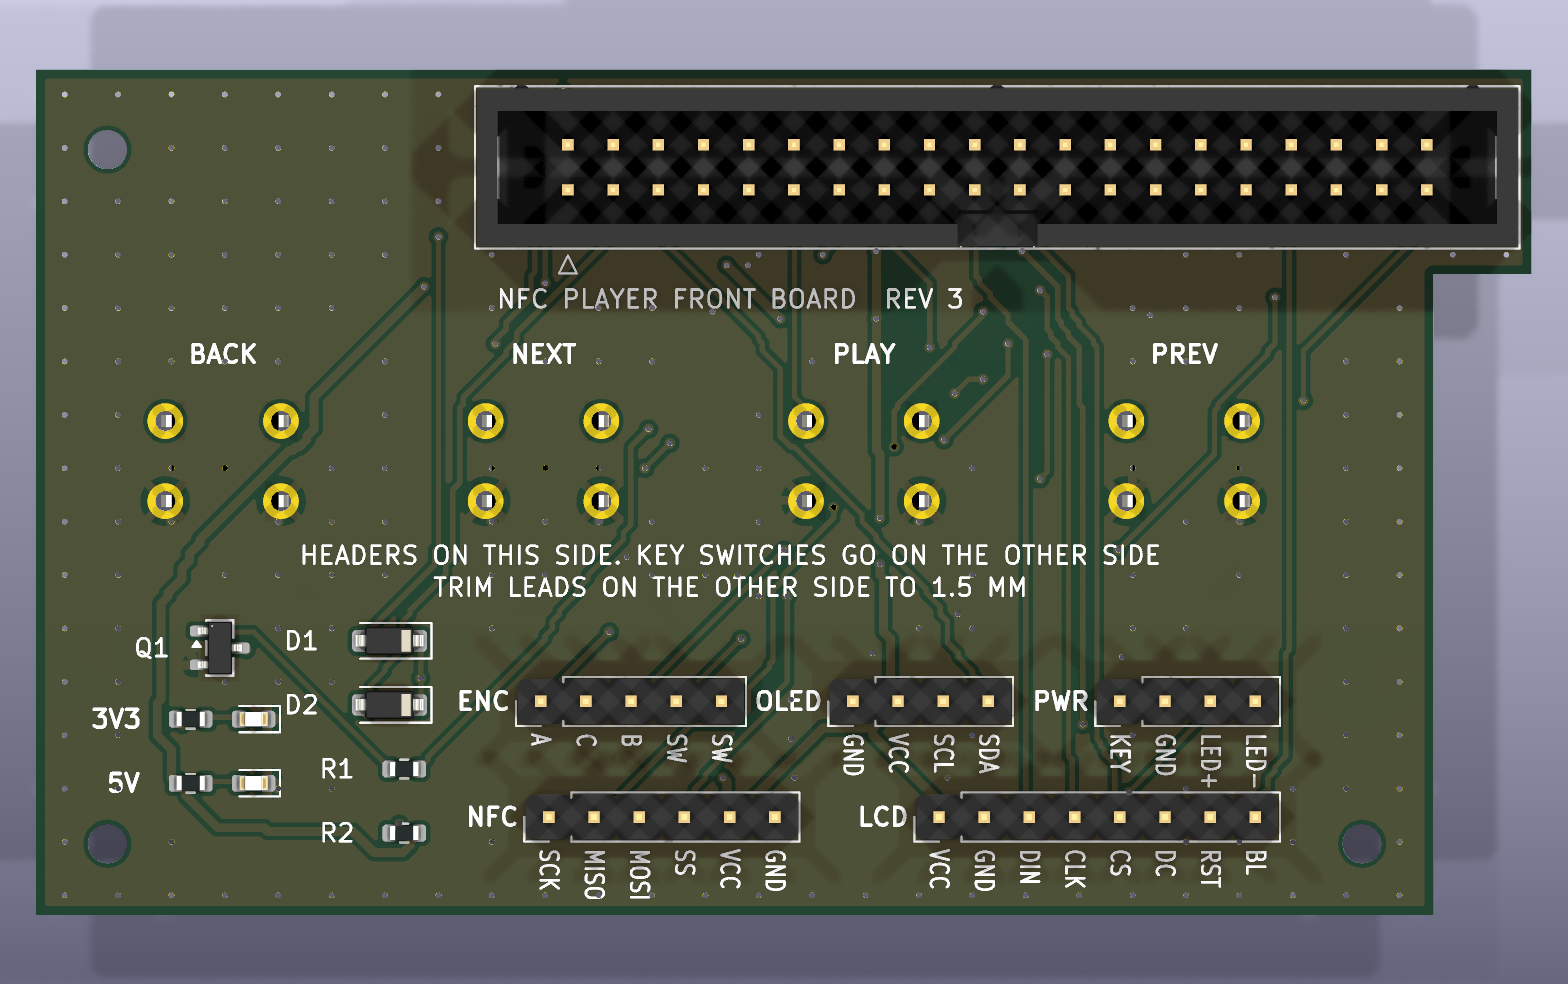 NFC PLAYER FRONT BOARD REV 3
BACK NEXT PLAY PREV
HEADERS ON THIS SIDE. KEY SWITCHES GO ON THE OTHER SIDE
TRIM LEADS ON THE OTHER SIDE TO 1.5 MM
Q1 D1
D2
3V3
5V
R1
R2
ENC
A C B SW SW
OLED
GND VCC SCL SDA
PWR
KEY GND LED+ LED-
NFC
SCK MISO MOSI SS VCC GND
LCD
VCC GND DIN CLK CS DC RST BL